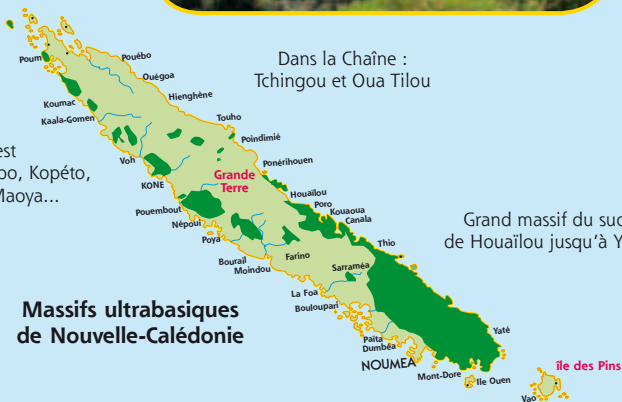 Dans la Chaîne :
Tchingou et Oua Tilou
Poum
Pouébo
Ouégoa
Hienghène
Koumac
Kaala-Gomen
Touho
Poindimié
est
Voh
Ponérihouen
Kopéto,
KONE
Grande
Terre
Maoya...
Houaïlou
Poro
Pouembout
Kouaoua
Canala
Népoui
Grand massif du
de Houaïlou jusqu'à
Poya
Thio
Farino
Bourail
Moindou
Sarraméa
La Foa
Massifs ultrabasiques
de Nouvelle-Calédonie
Bouloupari
Yaté
Païta
Dumbéa
NOUMEA
Mont-Dore
Ile Ouen
île des Pins
Vao